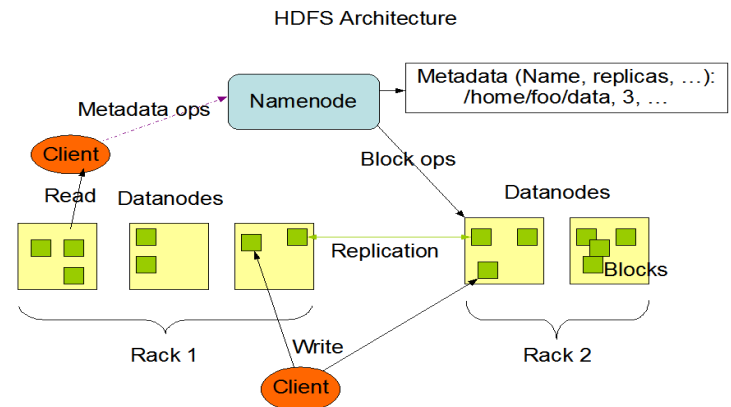 HDFS Architecture
Metadata (Name, replicas, …):
/home/foo/data, 3, …
Namenode
Metadata ops
Client
Block ops
Read
Datanodes
Datanodes
Replication
Blocks
Rack 1
Write
Rack 2
Client